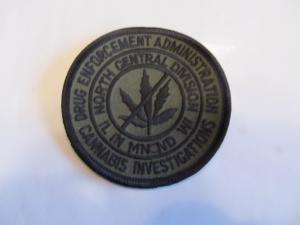 DRUG ENFORCEMENT ADMINISTRATION
NORTH CENTRAL DIVISION
IL IN MN ND WI
CANNABIS INVESTIGATIONS